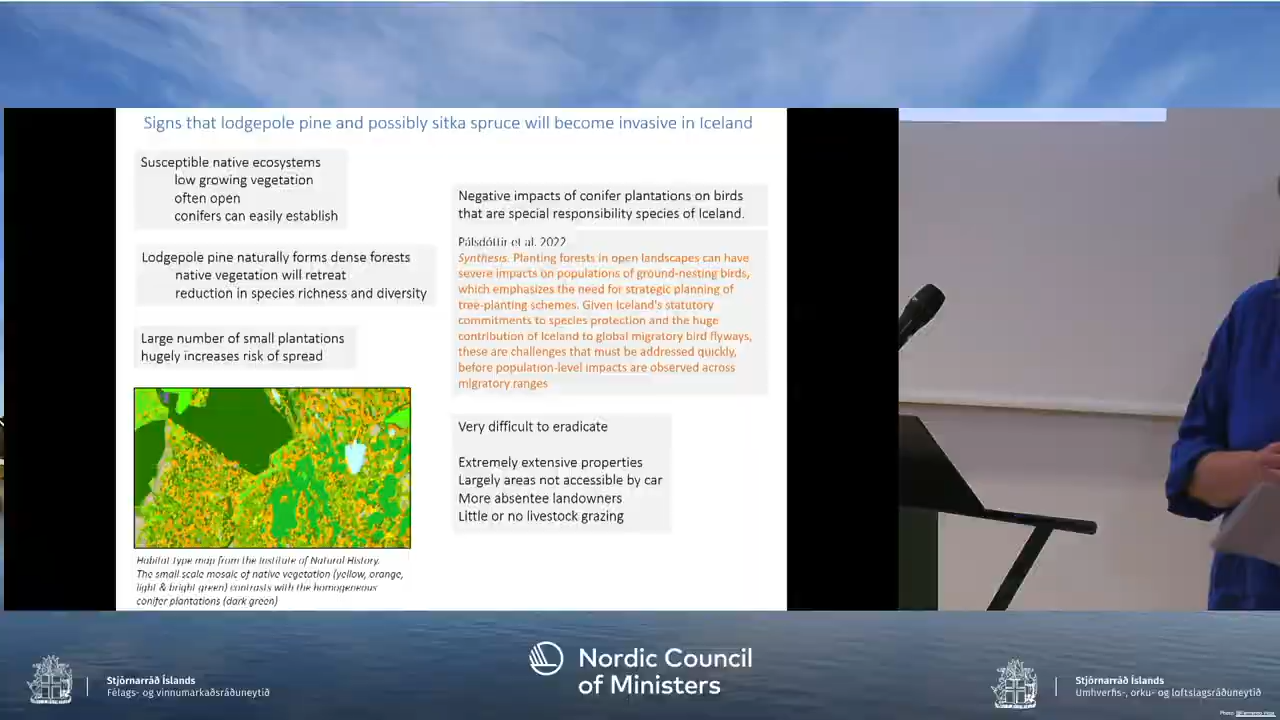 Signs that lodgepole pine and possibly sitka spruce will become invasive in Iceland
Susceptible native ecosystems
low growing vegetation
often open
conifers can easily establish
Lodgepole pine naturally forms dense forests
native vegetation will retreat
reduction in species richness and diversity
Large number of small plantations
hugely increases risk of spread
Habitat type map from the Institute of Natural History.
The small scale mosaic of native vegetation (yellow, orange,
light & bright green) contrasts with the homogeneous
conifer plantations (dark green)
Negative impacts of conifer plantations on birds
that are special responsibility species of Iceland.
Pálsdóttir et al. 2022
Synthesis. Planting forests in open landscapes can have
severe impacts on populations of ground-nesting birds,
which emphasizes the need for strategic planning of
tree-planting schemes. Given Iceland's statutory
commitments to species protection and the huge
contribution of Iceland to global migratory bird flyways,
these are challenges that must be addressed quickly,
before population-level impacts are observed across
migratory ranges
Very difficult to eradicate
Extremely extensive properties
Largely areas not accessible by car
More absentee landowners
Little or no livestock grazing
Stjórnarráð Íslands
Félags- og vinnumarkaðsráðuneytið
Nordic Council
of Ministers
Stjórnarráð Íslands
Umhverfis-, orku- og loftslagsráðuneytið